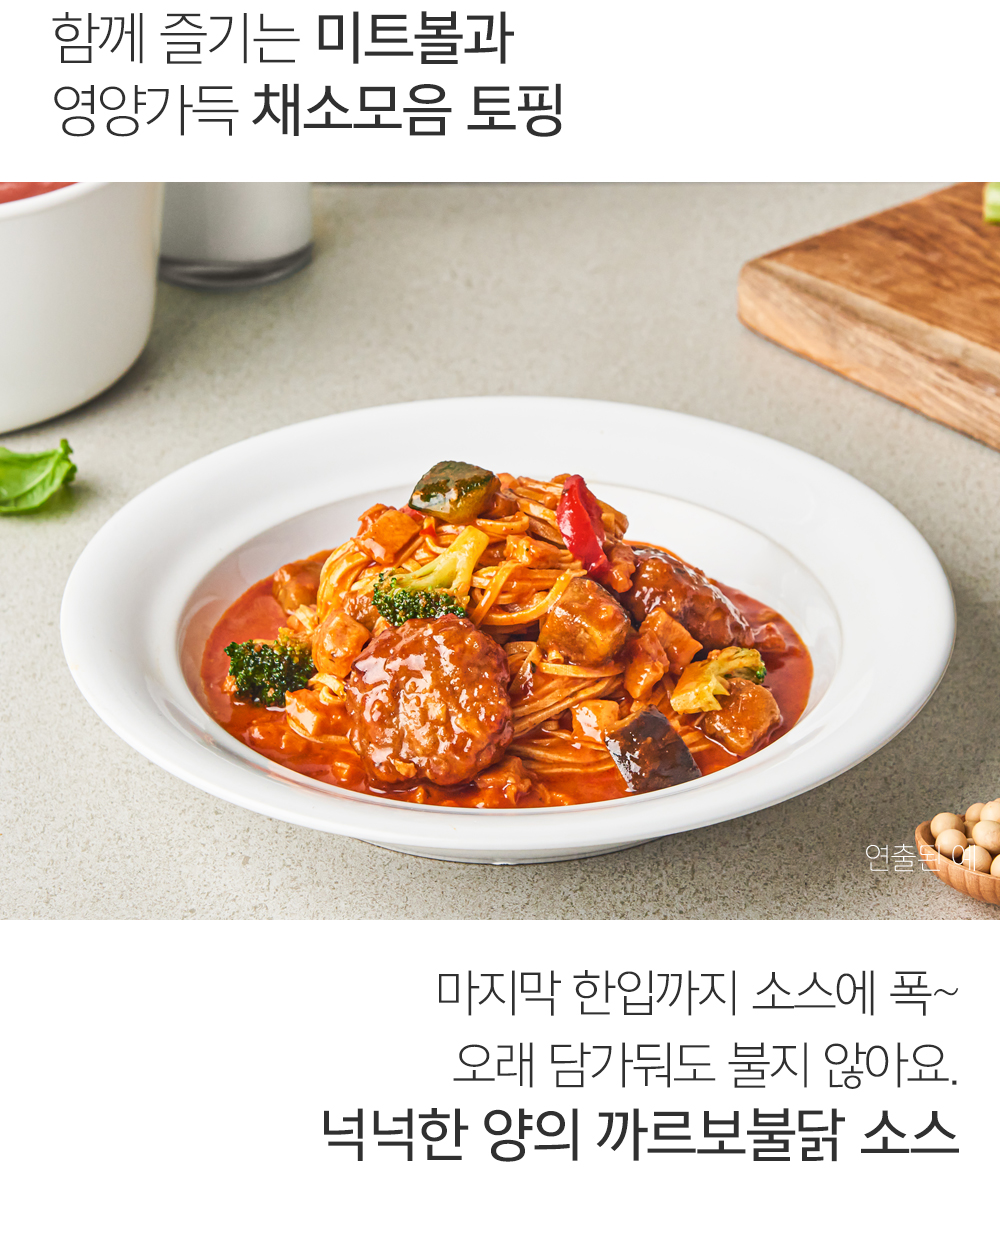 함께 즐기는 미트볼과
영양가득 채소모음 토핑
연출된 예
마지막 한입까지 소스에 폭~
오래 담가둬도 불지 않아요.
넉넉한 양의 까르보불닭 소스